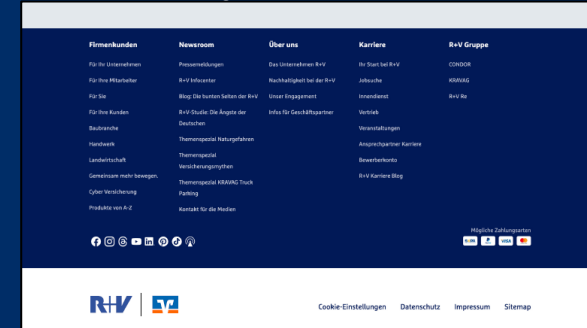 Firmenkunden
Für Ihr Unternehmen
Für Ihre Mitarbeiter
Für Sie
Für Ihre Kunden
Baubranche
Handwerk
Landwirtschaft
Gemeinsam mehr bewegen.
Cyber Versicherung
Produkte von A-Z
Newsroom
Pressemeldungen
R+V Infocenter
Blog: Die bunten Seiten der R+V
R+V-Studie: Die Ängste der
Deutschen
Themenspezial Naturgefahren
Themenspezial
Versicherungsmythen
Themenspezial KRAVAG Truck
Parking
Kontakt für die Medien
Über uns
Das Unternehmen R+V
Nachhaltigkeit bei der R+V
Unser Engagement
Infos für Geschäftspartner
Karriere
Ihr Start bei R+V
Jobsuche
Innendienst
Vertrieb
Veranstaltungen
Ansprechpartner Karriere
Bewerberkonto
R+V Karriere Blog
R+V Gruppe
CONDOR
KRAVAG
R+V Re
Mögliche Zahlungsarten
VISA
R+V
Cookie-Einstellungen Datenschutz Impressum Sitemap